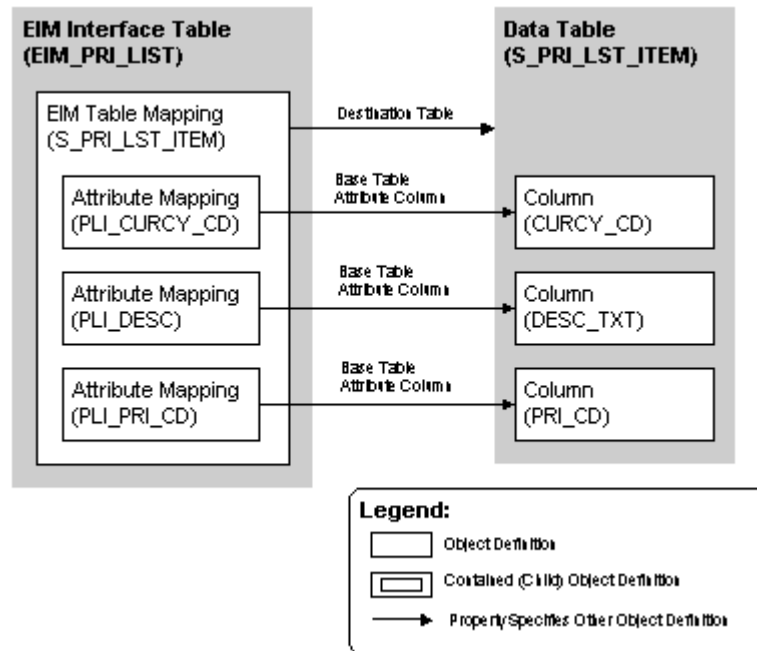 EIM Interface Table
(EIM_PRI_LIST)
Data Table
(S_PRI_LST_ITEM)
EIM Table Mapping
(S_PRI_LST_ITEM)
Destination Table
Attribute Mapping
(PLI_CURCY_CD)
Base Table
Attribute Column
Column
(CURCY_CD)
Attribute Mapping
(PLI_DESC)
Base Table
Attribute Column
Column
(DESC_TXT)
Attribute Mapping
(PLI_PRI_CD)
Base Table
Attribute Column
Column
(PRI_CD)
Legend:
Object Definition
Contained (Child) Object Definition
Property Specifies Other Object Definition